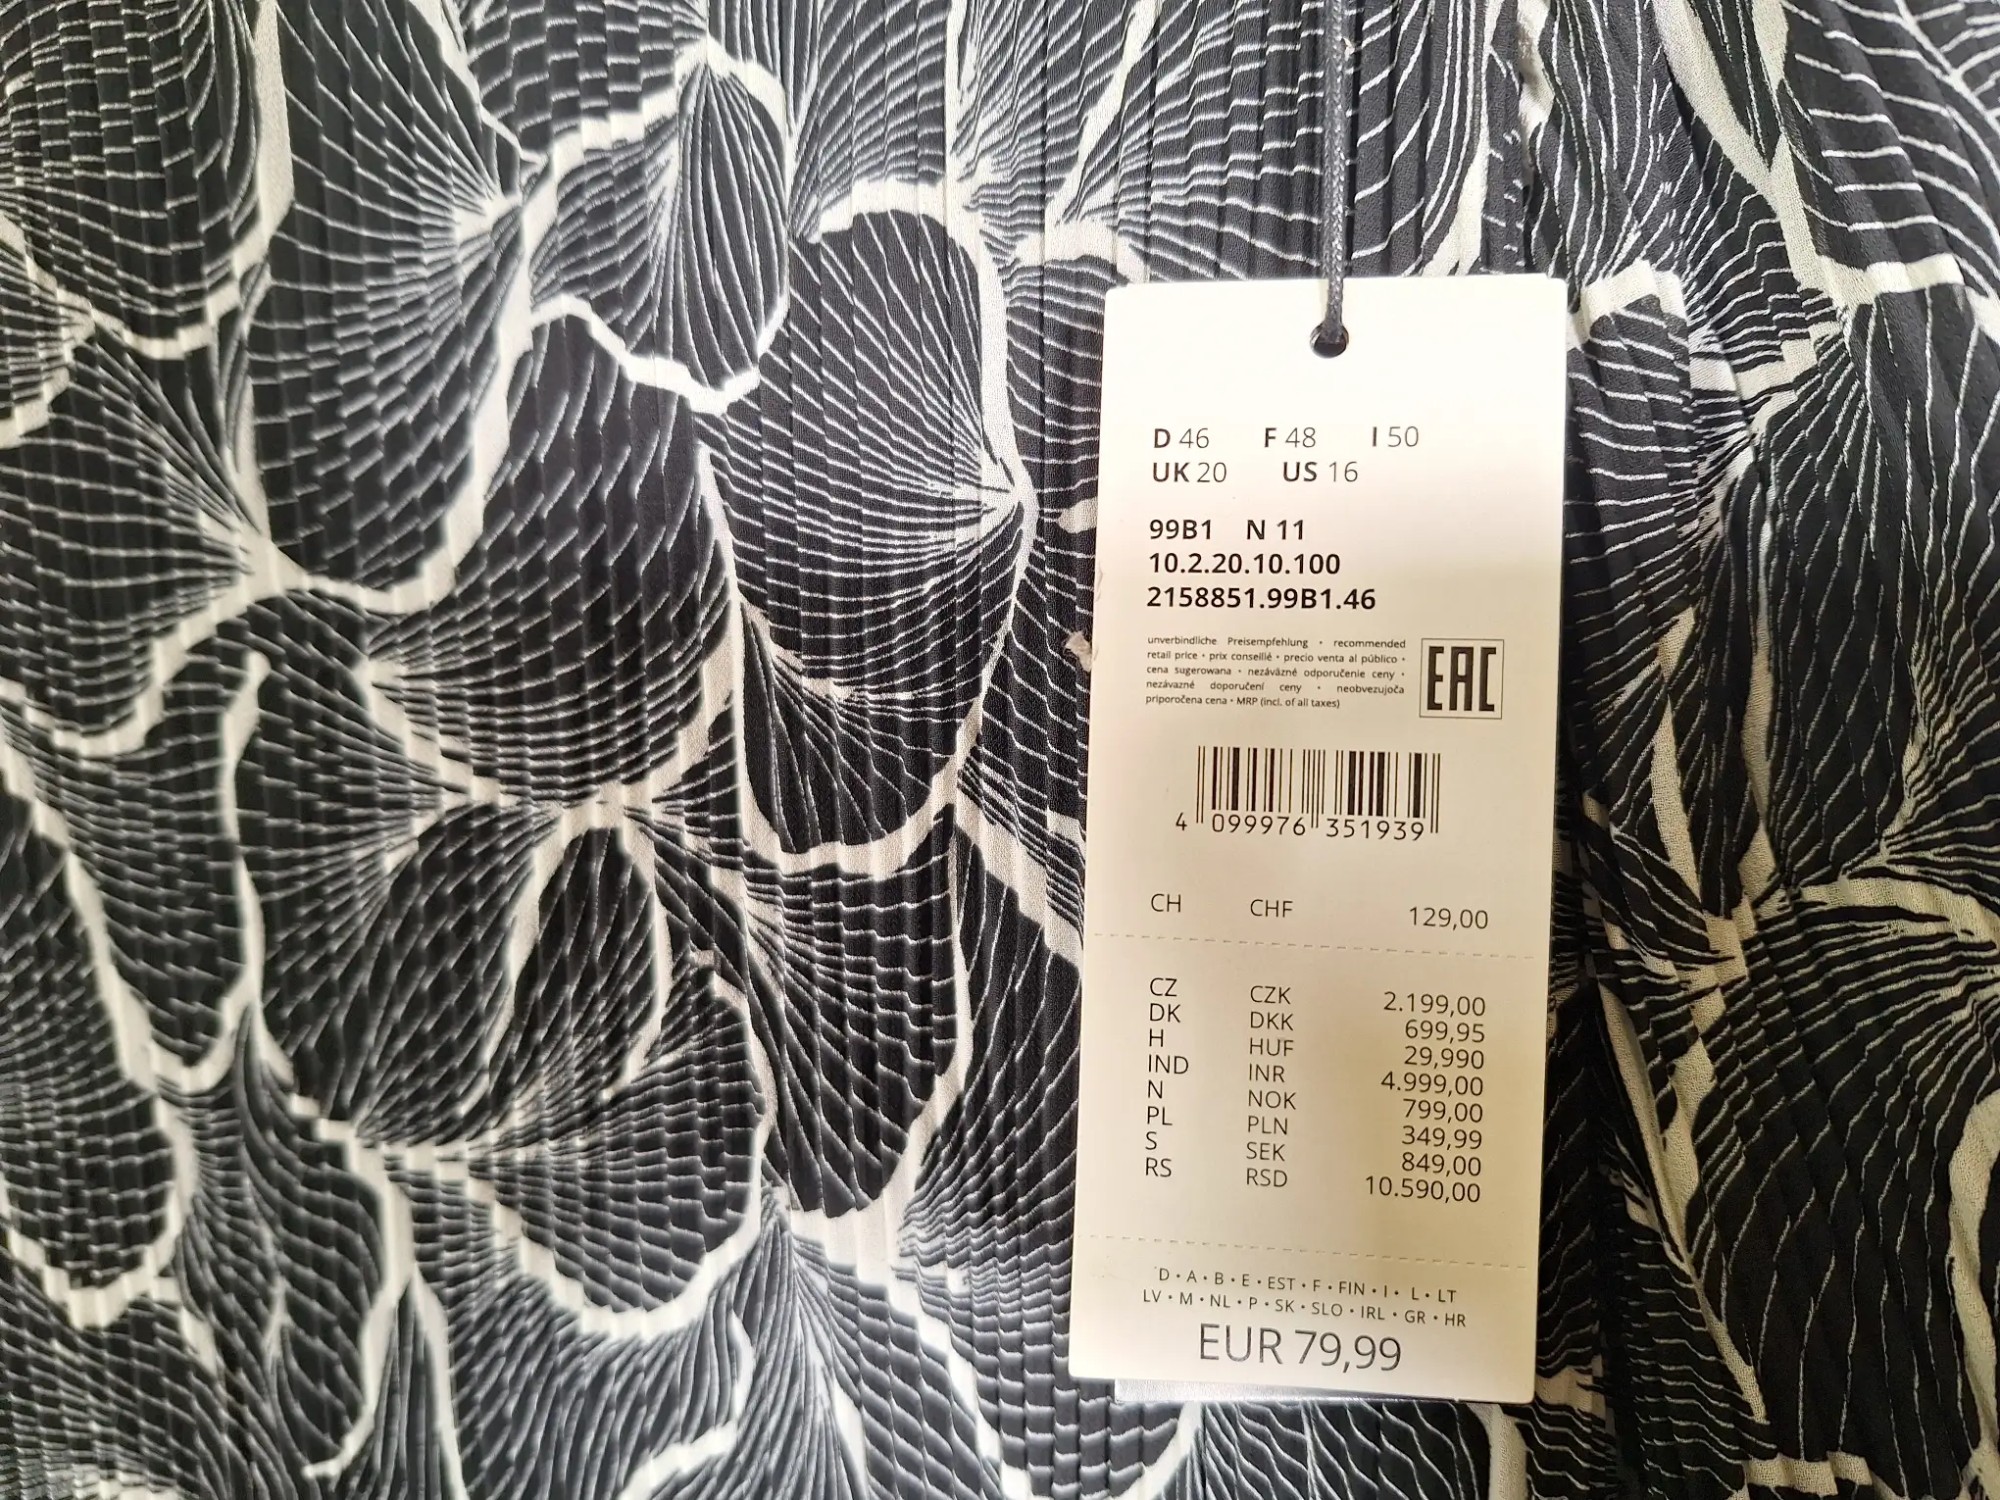 D 46 F 48 I 50
UK 20 US 16
99B1 N 11
10.2.20.10.100
2158851.99B1.46
unverbindliche Preisempfehlung • recommended
retail price • prix conseillé • precio venta al público •
cena sugerowana • nezáväzné odporučenie ceny •
nezávazné doporučení ceny • neobvezujoča
priporočena cena • MRP (incl. of all taxes)
EAC
4 099976 351939
CH CHF 129,00
CZ CZK 2.199,00
DK DKK 699,95
H HUF 29,990
IND INR 4.999,00
N NOK 799,00
PL PLN 349,99
S SEK 849,00
RS RSD 10.590,00
D • A • B • E • EST • F • FIN • I • L • LT
LV • M • NL • P • SK • SLO • IRL • GR • HR
EUR 79,99